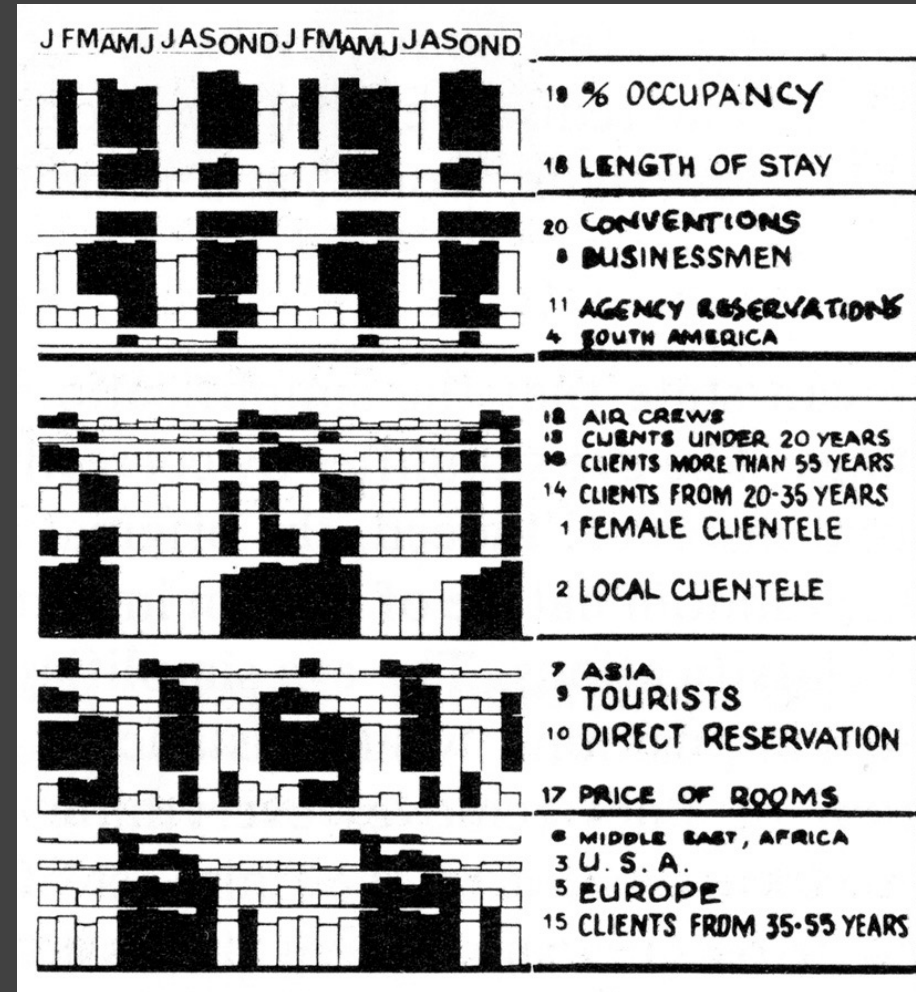 J F M A M J J A S O N D J F M A M J J A S O N D
19 % OCCUPANCY
18 LENGTH OF STAY
20 CONVENTIONS
8 BUSINESSMEN
11 AGENCY RESERVATIONS
4 SOUTH AMERICA
12 AIR CREWS
13 CLIENTS UNDER 20 YEARS
16 CLIENTS MORE THAN 55 YEARS
14 CLIENTS FROM 20-35 YEARS
1 FEMALE CLIENTELE
2 LOCAL CLIENTELE
7 ASIA
9 TOURISTS
10 DIRECT RESERVATION
17 PRICE OF ROOMS
6 MIDDLE EAST, AFRICA
3 U.S.A.
5 EUROPE
15 CLIENTS FROM 35-55 YEARS